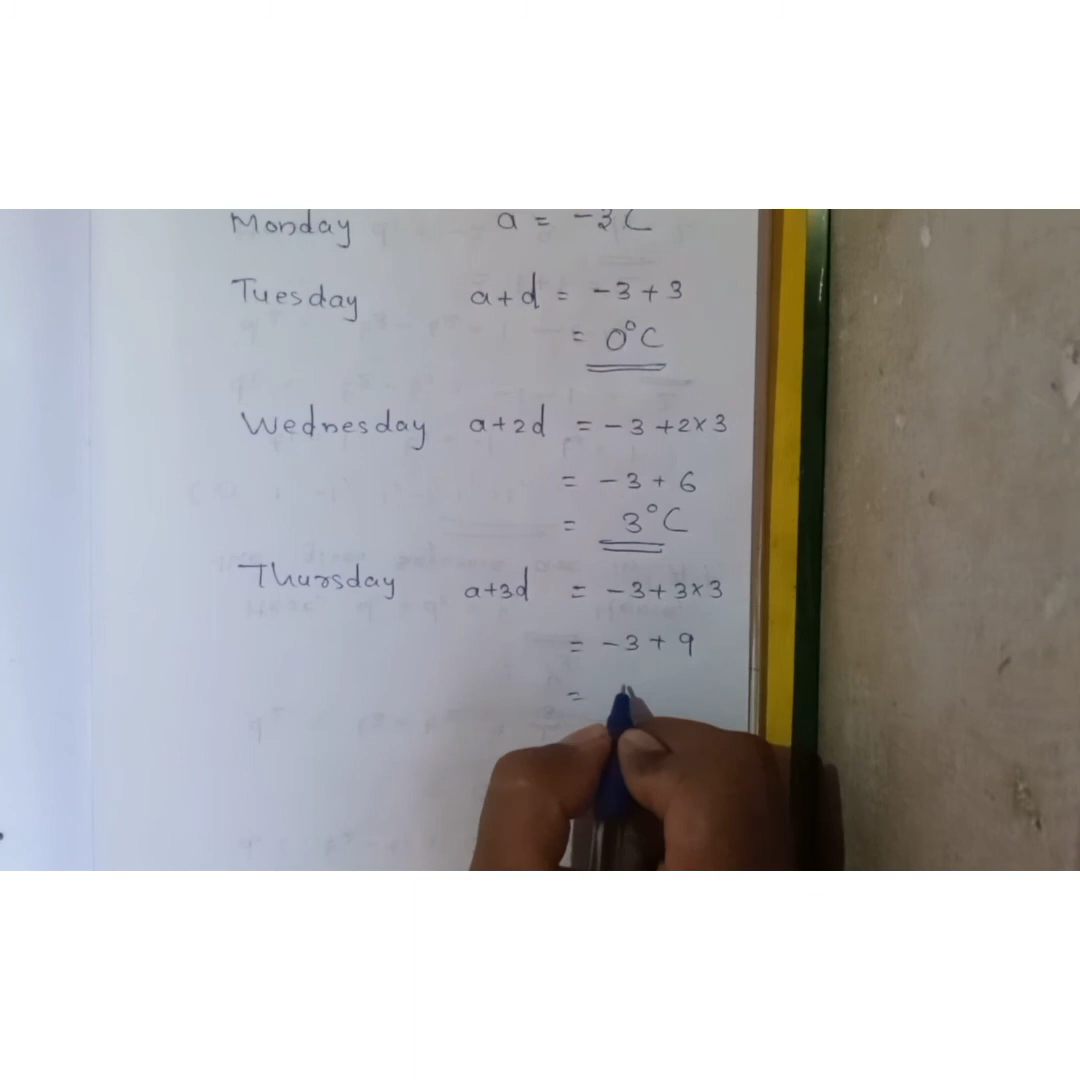 Monday a = -3C
Tuesday a+d = -3+3
= 0°C
Wednesday a+2d = -3+2×3
= -3+6
= 3°C
Thursday a+3d = -3+3×3
= -3+9
=